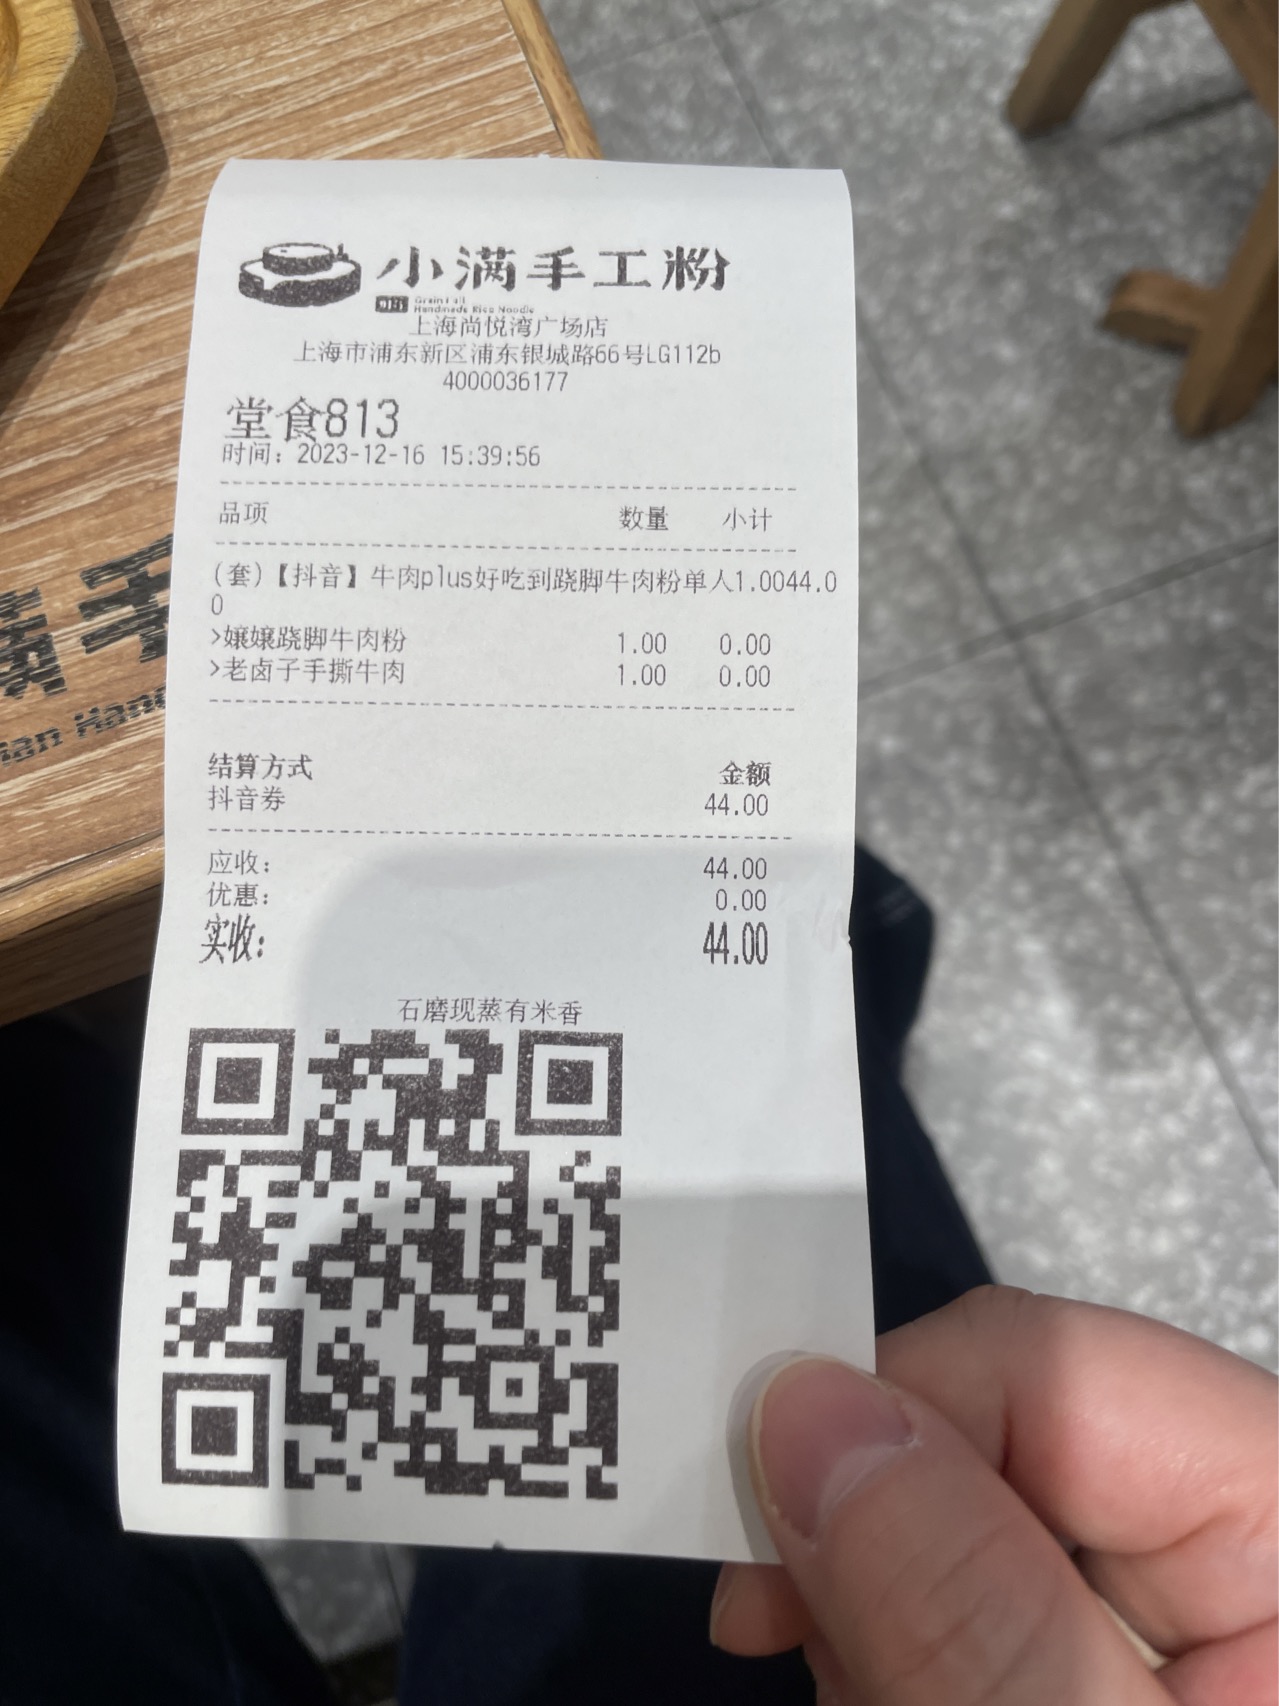 小满手工粉
Grain Full
Handmade Rice Noodle
上海尚悦湾广场店
上海市浦东新区浦东银城路66号LG112b
4000036177
堂食813
时间：2023-12-16 15:39:56
品项 数量 小计
(套)【抖音】牛肉plus好吃到跷脚牛肉粉单人1.0044.0
0
>孃孃跷脚牛肉粉 1.00 0.00
>老卤子手撕牛肉 1.00 0.00
结算方式 金额
抖音券 44.00
应收： 44.00
优惠： 0.00
实收： 44.00
石磨现蒸有米香